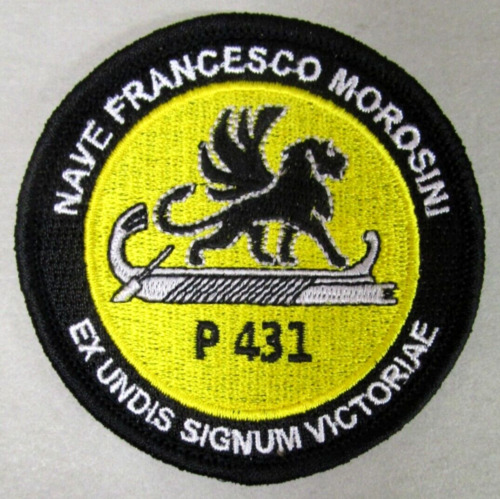 NAVE FRANCESCO MOROSINI
P 431
EX UNDIS SIGNUM VICTORIAE